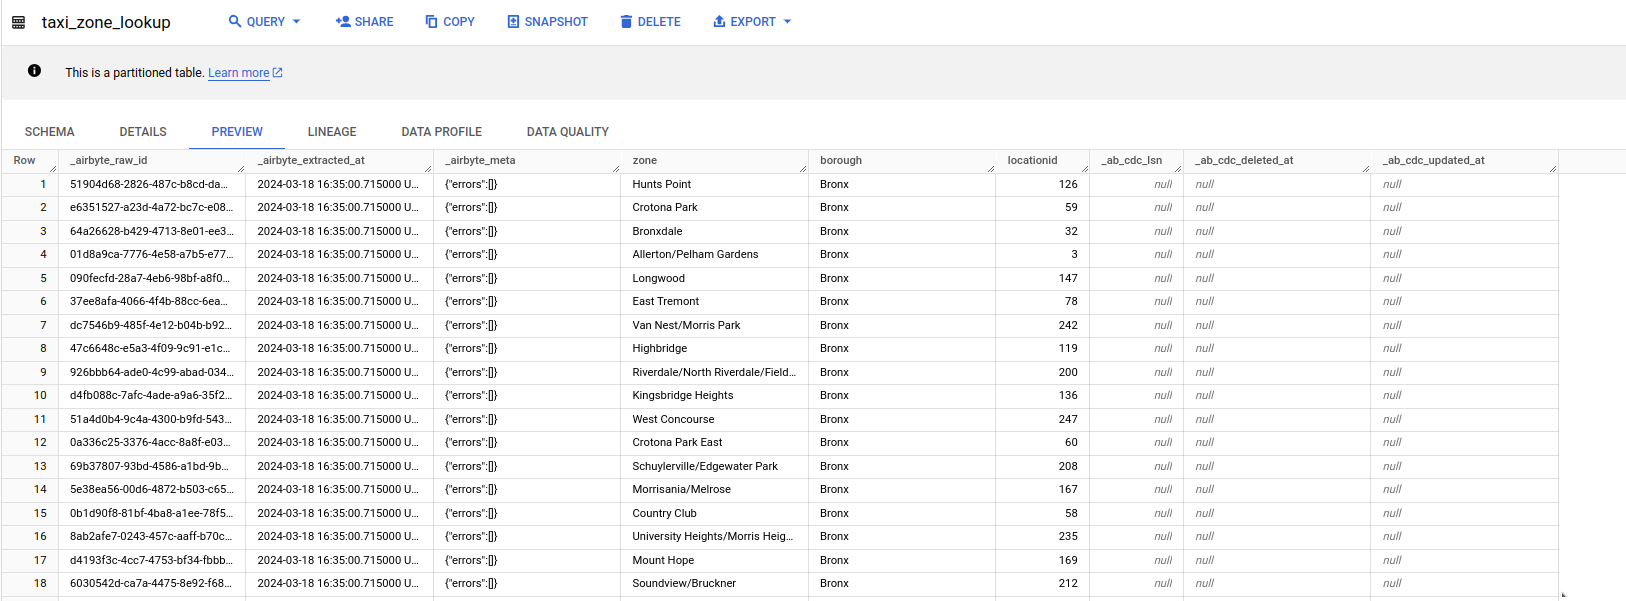 taxi_zone_lookup QUERY SHARE COPY SNAPSHOT DELETE EXPORT
This is a partitioned table. Learn more
SCHEMA DETAILS PREVIEW LINEAGE DATA PROFILE DATA QUALITY
Row _airbyte_raw_id _airbyte_extracted_at _airbyte_meta zone borough locationid _ab_cdc_lsn _ab_cdc_deleted_at _ab_cdc_updated_at
1 51904d68-2826-487c-b8cd-da... 2024-03-18 16:35:00.715000 U... {"errors":[]} Hunts Point Bronx 126 null null null
2 e6351527-a23d-4a72-bc7c-e08... 2024-03-18 16:35:00.715000 U... {"errors":[]} Crotona Park Bronx 59 null null null
3 64a26628-b429-4713-8e01-ee3... 2024-03-18 16:35:00.715000 U... {"errors":[]} Bronxdale Bronx 32 null null null
4 01d8a9ca-7776-4e58-a7b5-e77... 2024-03-18 16:35:00.715000 U... {"errors":[]} Allerton/Pelham Gardens Bronx 3 null null null
5 090fecfd-28a7-4eb6-98bf-a8f0... 2024-03-18 16:35:00.715000 U... {"errors":[]} Longwood Bronx 147 null null null
6 37ee8afa-4066-4f4b-88cc-6ea... 2024-03-18 16:35:00.715000 U... {"errors":[]} East Tremont Bronx 78 null null null
7 dc7546b9-485f-4e12-b04b-b92... 2024-03-18 16:35:00.715000 U... {"errors":[]} Van Nest/Morris Park Bronx 242 null null null
8 47c6648c-e5a3-4f09-9c91-e1c... 2024-03-18 16:35:00.715000 U... {"errors":[]} Highbridge Bronx 119 null null null
9 926bbb64-ade0-4c99-abad-034... 2024-03-18 16:35:00.715000 U... {"errors":[]} Riverdale/North Riverdale/Field... Bronx 200 null null null
10 d4fb088c-7afc-4ade-a9a6-35f2... 2024-03-18 16:35:00.715000 U... {"errors":[]} Kingsbridge Heights Bronx 136 null null null
11 51a4d0b4-9c4a-4300-b9fd-543... 2024-03-18 16:35:00.715000 U... {"errors":[]} West Concourse Bronx 247 null null null
12 0a336c25-3376-4acc-8a8f-e03... 2024-03-18 16:35:00.715000 U... {"errors":[]} Crotona Park East Bronx 60 null null null
13 69b37807-93bd-4586-a1bd-9b... 2024-03-18 16:35:00.715000 U... {"errors":[]} Schuylerville/Edgewater Park Bronx 208 null null null
14 5e38ea56-00d6-4872-b503-c65... 2024-03-18 16:35:00.715000 U... {"errors":[]} Morrisania/Melrose Bronx 167 null null null
15 0b1d90f8-81bf-4ba8-a1ee-78f5... 2024-03-18 16:35:00.715000 U... {"errors":[]} Country Club Bronx 58 null null null
16 8ab2afe7-0243-457c-aaff-b70c... 2024-03-18 16:35:00.715000 U... {"errors":[]} University Heights/Morris Heig... Bronx 235 null null null
17 d4193f3c-4cc7-4753-bf34-fbbb... 2024-03-18 16:35:00.715000 U... {"errors":[]} Mount Hope Bronx 169 null null null
18 6030542d-ca7a-4475-8e92-f68... 2024-03-18 16:35:00.715000 U... {"errors":[]} Soundview/Bruckner Bronx 212 null null null